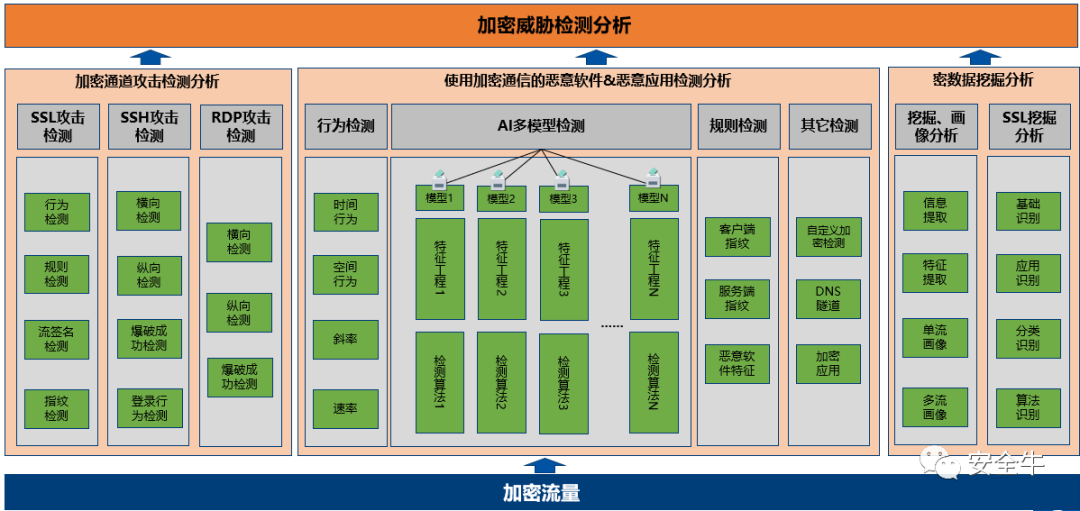 加密威胁检测分析
加密通道攻击检测分析
SSL攻击
检测
SSH攻击
检测
RDP攻击
检测
行为
检测
规则
检测
流签名
检测
指纹
检测
横向
检测
纵向
检测
爆破成
功检测
登录行
为检测
横向
检测
纵向
检测
爆破成
功检测
使用加密通信的恶意软件&恶意应用检测分析
行为检测
AI多模型检测
规则检测
其它检测
时间
行为
空间
行为
斜率
速率
模型1
模型2
模型3
模型N
特征工程1
特征工程2
特征工程3
特征工程N
......
检测算法1
检测算法2
检测算法3
检测算法N
客户端
指纹
服务端
指纹
恶意软
件特征
自定义加
密检测
DNS
隧道
加密
应用
密数据挖掘分析
挖掘、画
像分析
SSL挖掘
分析
信息
提取
特征
提取
单流
画像
多流
画像
基础
识别
应用
识别
分类
识别
算法
识别
安全牛
加密流量